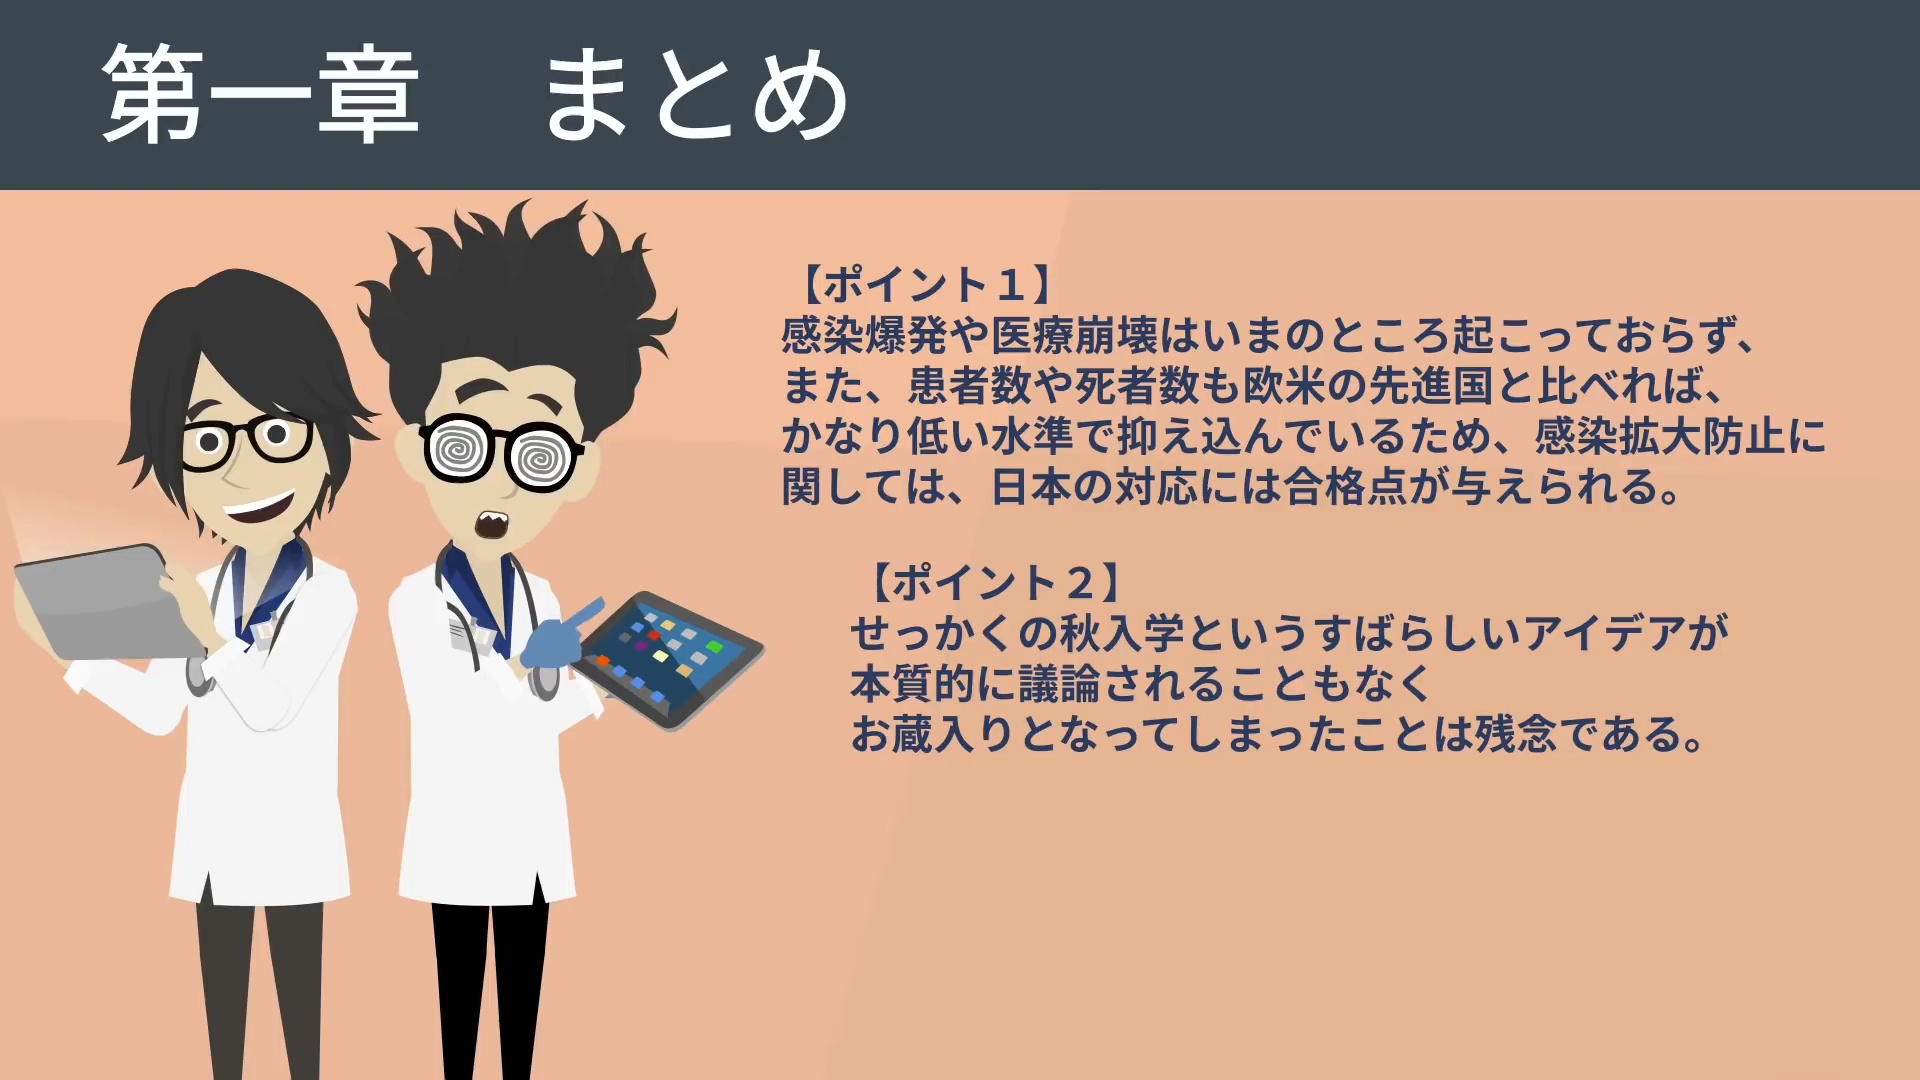 第一章　まとめ
【ポイント１】
感染爆発や医療崩壊はいまのところ起こっておらず、
また、患者数や死者数も欧米の先進国と比べれば、
かなり低い水準で抑え込んでいるため、感染拡大防止に
関しては、日本の対応には合格点が与えられる。
【ポイント２】
せっかくの秋入学というすばらしいアイデアが
本質的に議論されることもなく
お蔵入りとなってしまったことは残念である。